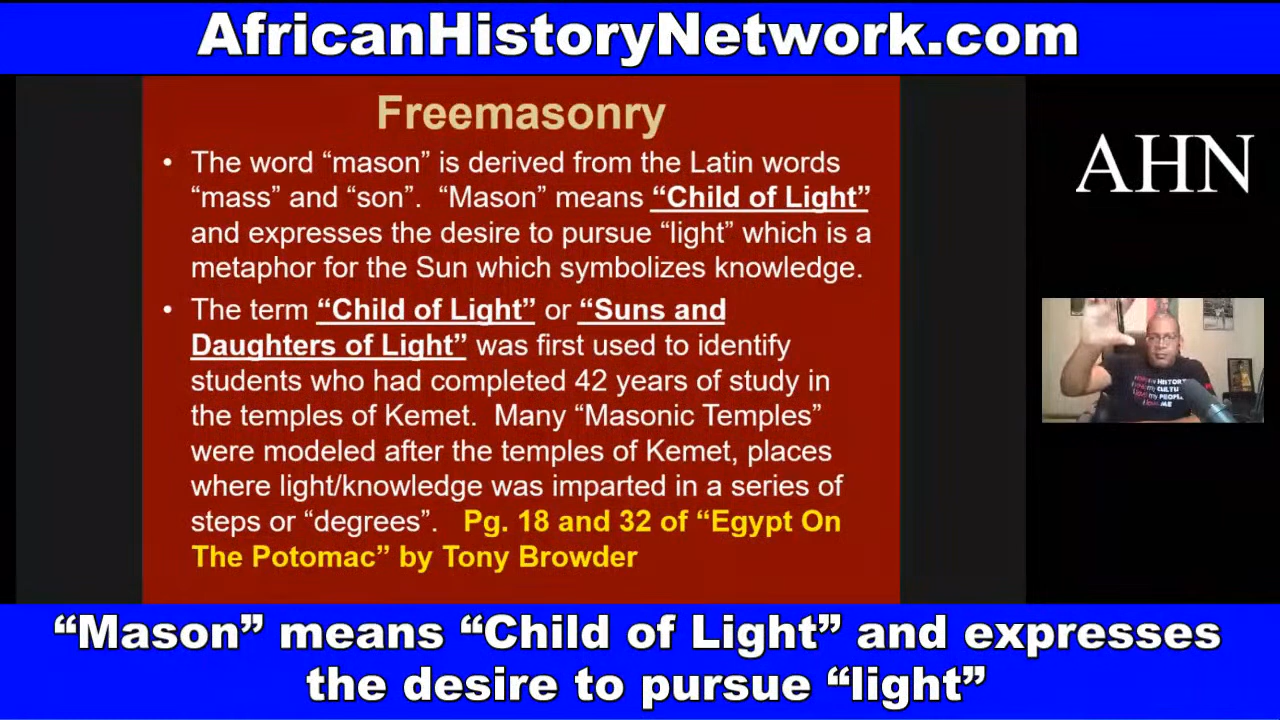 AfricanHistoryNetwork.com
Freemasonry
• The word “mason” is derived from the Latin words
“mass” and “son”.  “Mason” means “Child of Light”
and expresses the desire to pursue “light” which is a
metaphor for the Sun which symbolizes knowledge.
• The term “Child of Light” or “Suns and
Daughters of Light” was first used to identify
students who had completed 42 years of study in
the temples of Kemet.  Many “Masonic Temples”
were modeled after the temples of Kemet, places
where light/knowledge was imparted in a series of
steps or “degrees”.   Pg. 18 and 32 of “Egypt On
The Potomac” by Tony Browder
AHN
“Mason” means “Child of Light” and expresses
the desire to pursue “light”